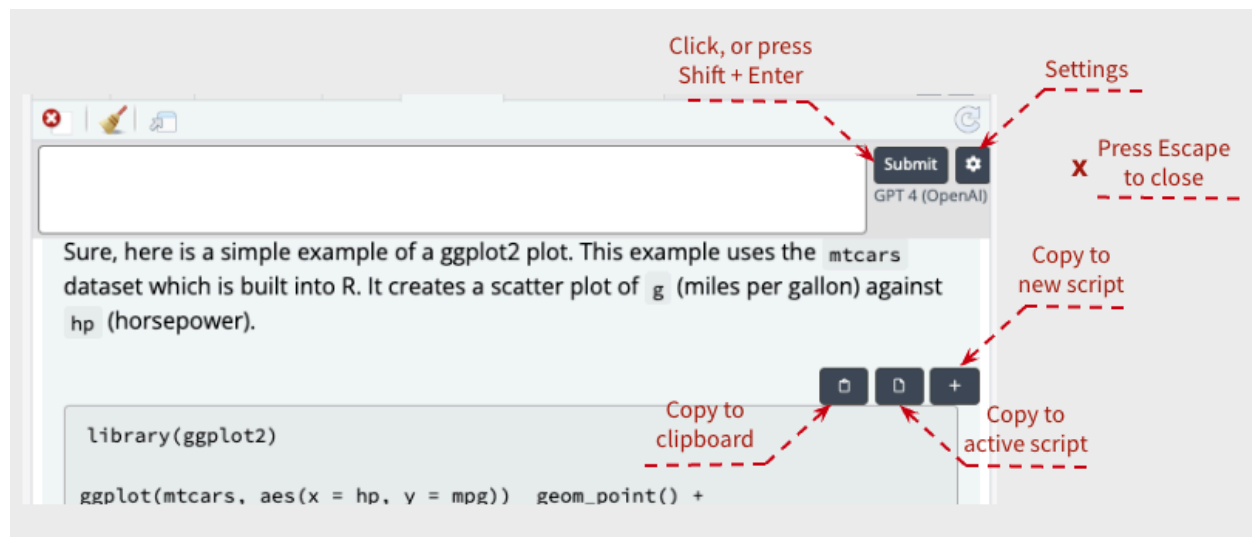 Click, or press
Shift + Enter
Settings
Submit
GPT 4 (OpenAI)
x Press Escape
to close
Sure, here is a simple example of a ggplot2 plot. This example uses the mtcars
dataset which is built into R. It creates a scatter plot of g (miles per gallon) against
hp (horsepower).
Copy to
new script
Copy to
clipboard
Copy to
active script
library(ggplot2)
ggplot(mtcars, aes(x = hp, y = mpg)) geom_point() +